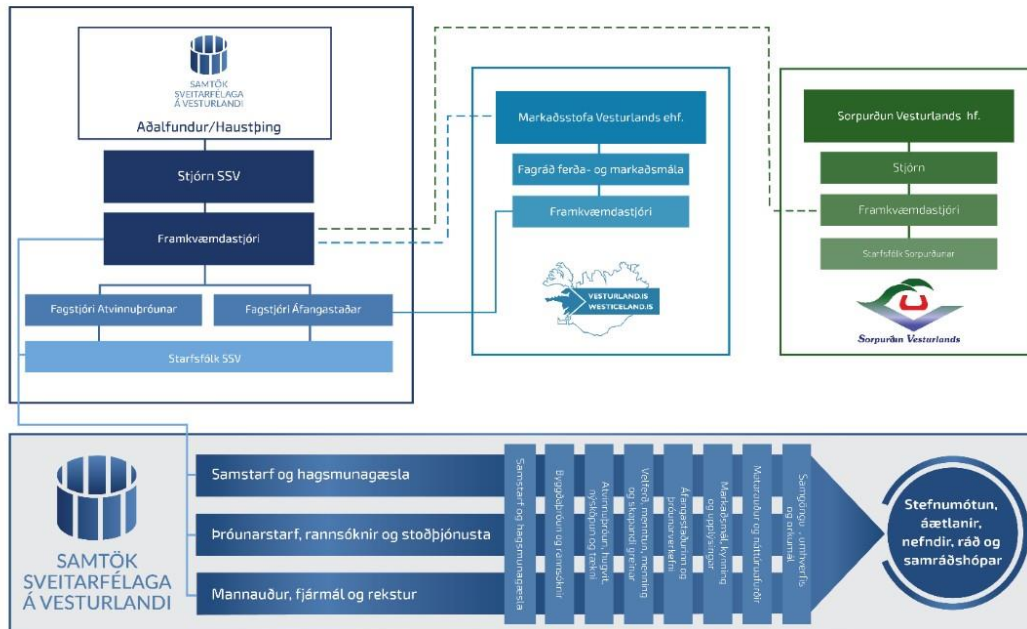 SAMTÖK
SVEITARFÉLAGA
Á VESTURLANDI
Aðalfundur/Haustþing
Stjórn SSV
Framkvæmdastjóri
Fagstjóri Atvinnuþróunar
Fagstjóri Áfangastaðar
Starfsfólk SSV
Markaðsstofa Vesturlands ehf.
Fagráð ferða- og markaðsmála
Framkvæmdastjóri
VESTURLAND.IS
WESTICELAND.IS
Sorpurðun Vesturlands hf.
Stjórn
Framkvæmdastjóri
Starfsfólk Sorpurðunar
Sorpurðun Vesturlands
SAMTÖK
SVEITARFÉLAGA
Á VESTURLANDI
Samstarf og hagsmunagæsla
Þróunarstarf, rannsóknir og stoðþjónusta
Mannauður, fjármál og rekstur
Samstarf og hagsmunagæsla
Byggðaþróun og rannsóknir
Atvinnuþróun, hugvit,
nýsköpun og tækni
Velferð, menntun, menning
og skapandi greinar
Áfangastaðurinn og
þróunarverkefni
Markaðsmál, kynning
og upplýsingar
Matarauður og náttúruafurðir
Samgöngu-, umhverfis
og orkumál
Stefnumótun,
áætlanir,
nefndir, ráð og
samráðshópar